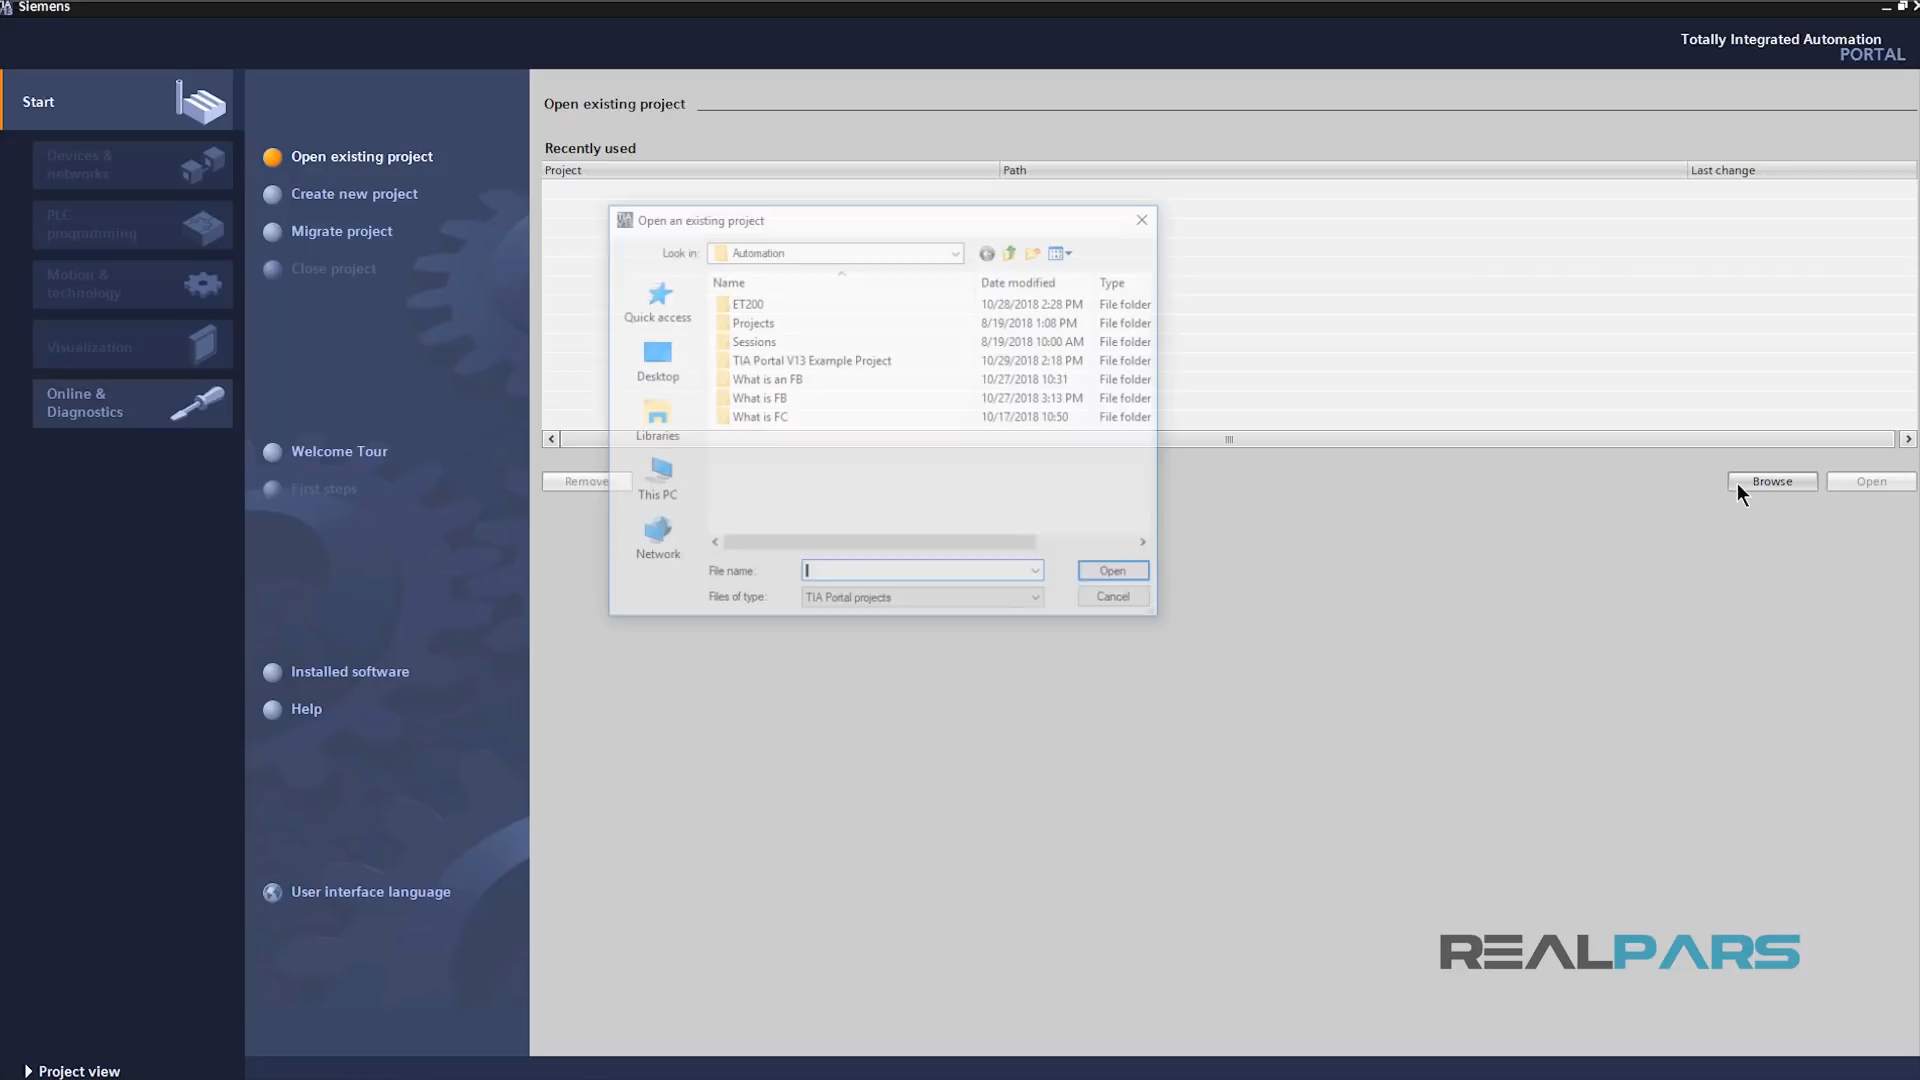 Siemens
Totally Integrated Automation
PORTAL
Start
Devices &
networks
PLC
programming
Motion &
technology
Visualization
Online &
Diagnostics
Open existing project
Create new project
Migrate project
Close project
Welcome Tour
First steps
Installed software
Help
User interface language
Open existing project
Recently used
Project Path Last change
Open an existing project
Look in: Automation
Name Date modified Type
ET200 10/28/2018 2:28 PM File folder
Projects 8/19/2018 1:08 PM File folder
Sessions 8/19/2018 10:00 AM File folder
TIA Portal V13 Example Project 10/29/2018 2:18 PM File folder
What is an FB 10/27/2018 10:31 File folder
What is FB 10/27/2018 3:13 PM File folder
What is FC 10/17/2018 10:50 File folder
Quick access
Desktop
Libraries
This PC
Network
File name: Open
Files of type: TIA Portal projects Cancel
Remove Browse Open
REALPARS
Project view